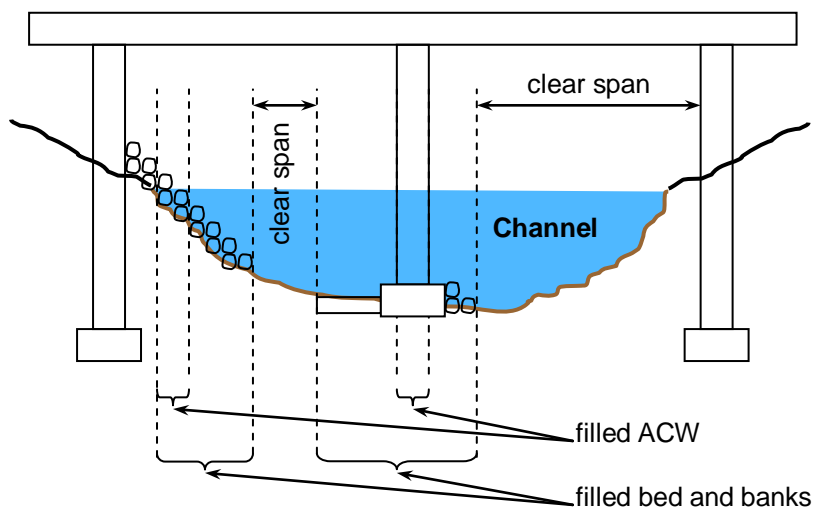 clear span
clear span
Channel
filled ACW
filled bed and banks